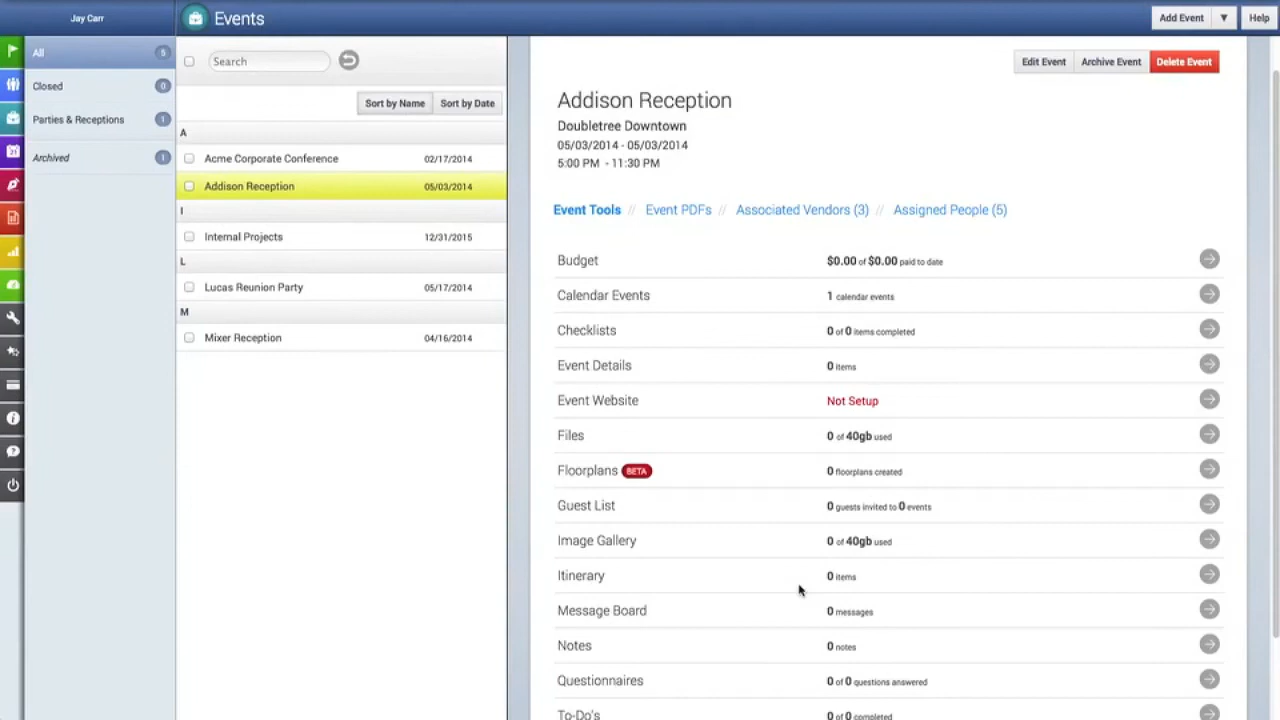 Jay Carr
Events
Add Event ▼
Help
All 5
Closed 0
Parties & Receptions 1
Archived 1
21
Search
Sort by Name
Sort by Date
A
Acme Corporate Conference 02/17/2014
Addison Reception 05/03/2014
I
Internal Projects 12/31/2015
L
Lucas Reunion Party 05/17/2014
M
Mixer Reception 04/16/2014
Edit Event
Archive Event
Delete Event
Addison Reception
Doubletree Downtown
05/03/2014 - 05/03/2014
5:00 PM - 11:30 PM
Event Tools // Event PDFs // Associated Vendors (3) // Assigned People (5)
Budget $0.00 of $0.00 paid to date
Calendar Events 1 calendar events
Checklists 0 of 0 items completed
Event Details 0 items
Event Website Not Setup
Files 0 of 40gb used
Floorplans BETA 0 floorplans created
Guest List 0 guests invited to 0 events
Image Gallery 0 of 40gb used
Itinerary 0 items
Message Board 0 messages
Notes 0 notes
Questionnaires 0 of 0 questions answered
To-Do's 0 of 0 completed